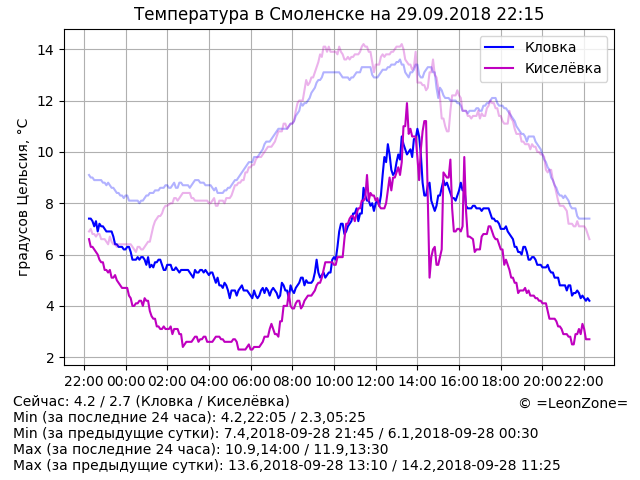 Температура в Смоленске на 29.09.2018 22:15
Кловка
Киселёвка
градусов Цельсия, °C
14
12
10
8
6
4
2
22:00 00:00 02:00 04:00 06:00 08:00 10:00 12:00 14:00 16:00 18:00 20:00 22:00
Сейчас: 4.2 / 2.7 (Кловка / Киселёвка)
© =LeonZone=
Min (за последние 24 часа): 4.2,22:05 / 2.3,05:25
Min (за предыдущие сутки): 7.4,2018-09-28 21:45 / 6.1,2018-09-28 00:30
Max (за последние 24 часа): 10.9,14:00 / 11.9,13:30
Max (за предыдущие сутки): 13.6,2018-09-28 13:10 / 14.2,2018-09-28 11:25